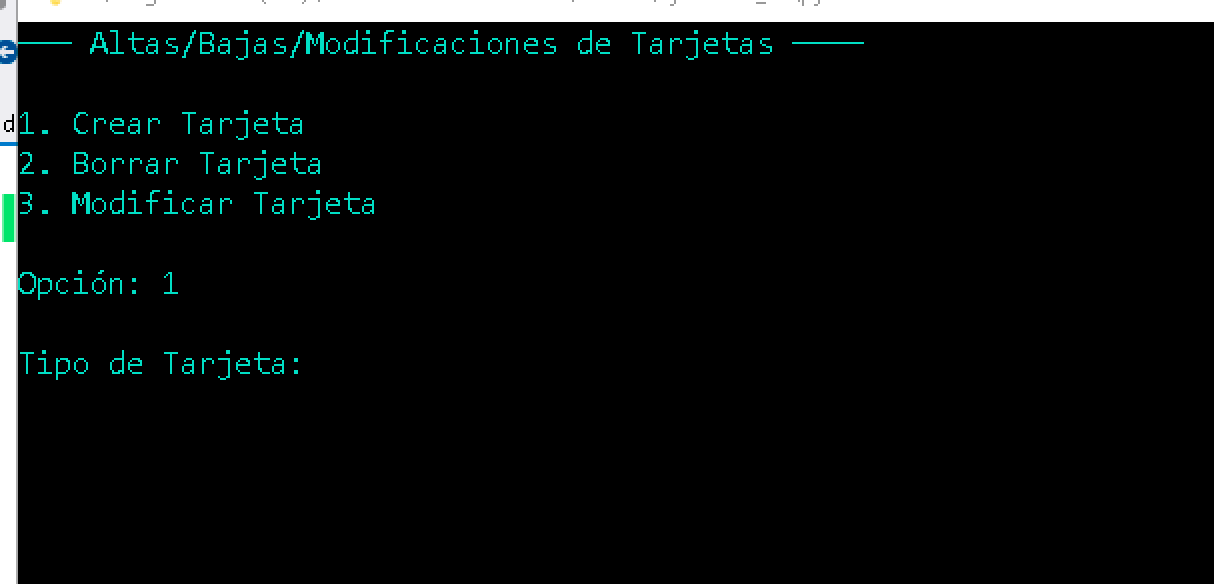 ──── Altas/Bajas/Modificaciones de Tarjetas ────
d
1. Crear Tarjeta
2. Borrar Tarjeta
3. Modificar Tarjeta
Opción: 1
Tipo de Tarjeta: